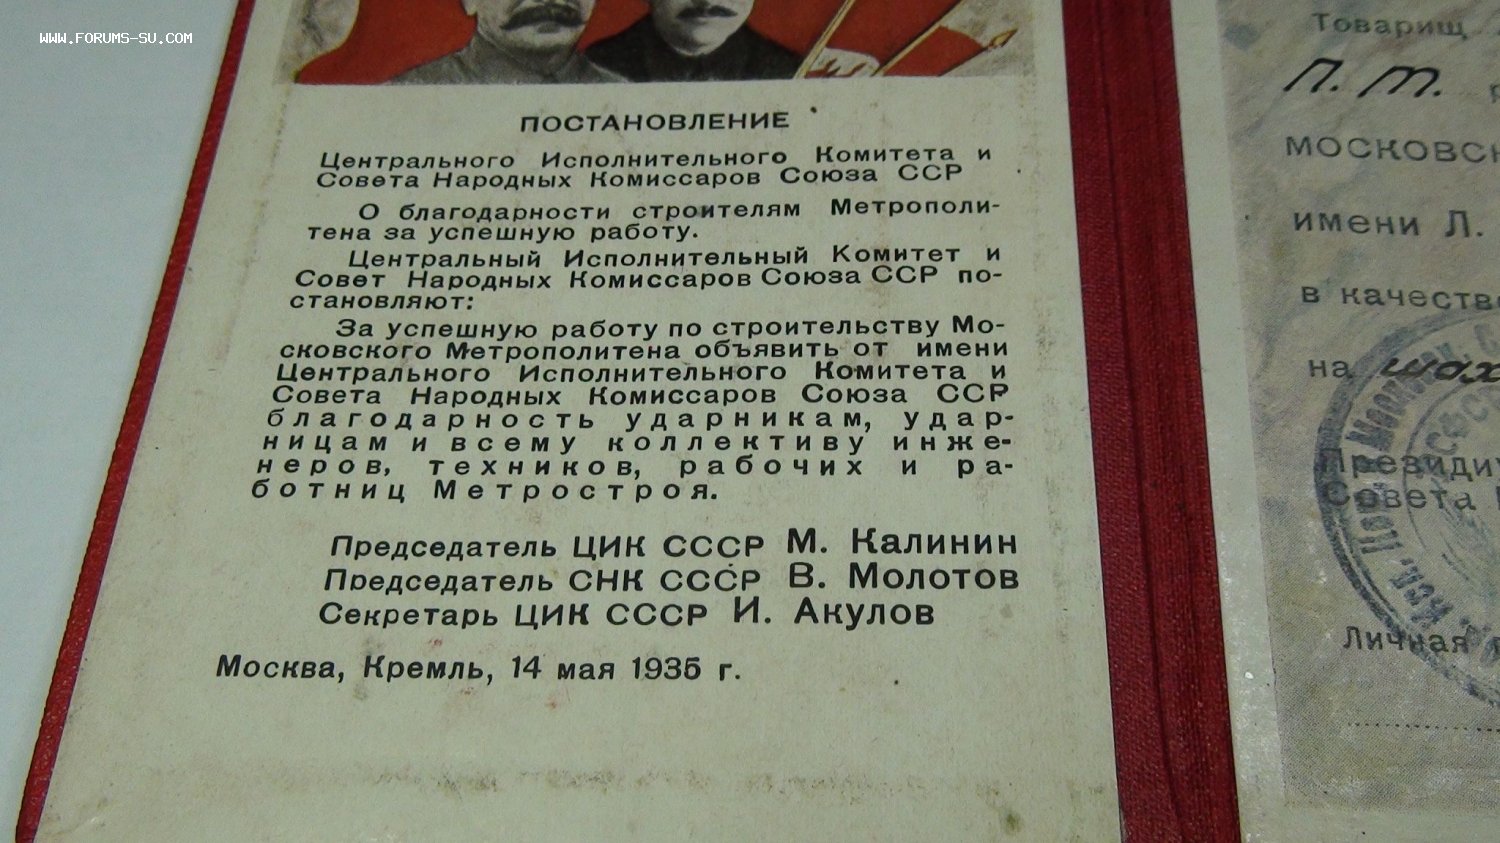 WWW.FORUMS-SU.COM
ПОСТАНОВЛЕНИЕ
Центрального Исполнительного Комитета и
Совета Народных Комиссаров Союза ССР
О благодарности строителям Метрополи-
тена за успешную работу.
Центральный Исполнительный Комитет и
Совет Народных Комиссаров Союза ССР по-
становляют:
За успешную работу по строительству Мо-
сковского Метрополитена объявить от имени
Центрального Исполнительного Комитета и
Совета Народных Комиссаров Союза ССР
благодарность ударникам, удар-
ницам и всему коллективу инже-
неров, техников, рабочих и ра-
ботниц Метростроя.
Председатель ЦИК СССР М. Калинин
Председатель СНК СССР В. Молотов
Секретарь ЦИК СССР И. Акулов
Москва, Кремль, 14 мая 1935 г.
Товарищ
П. Т.
МОСКОВСК
имени Л.
в качестве
на шах
Президиу
Совета
Личная